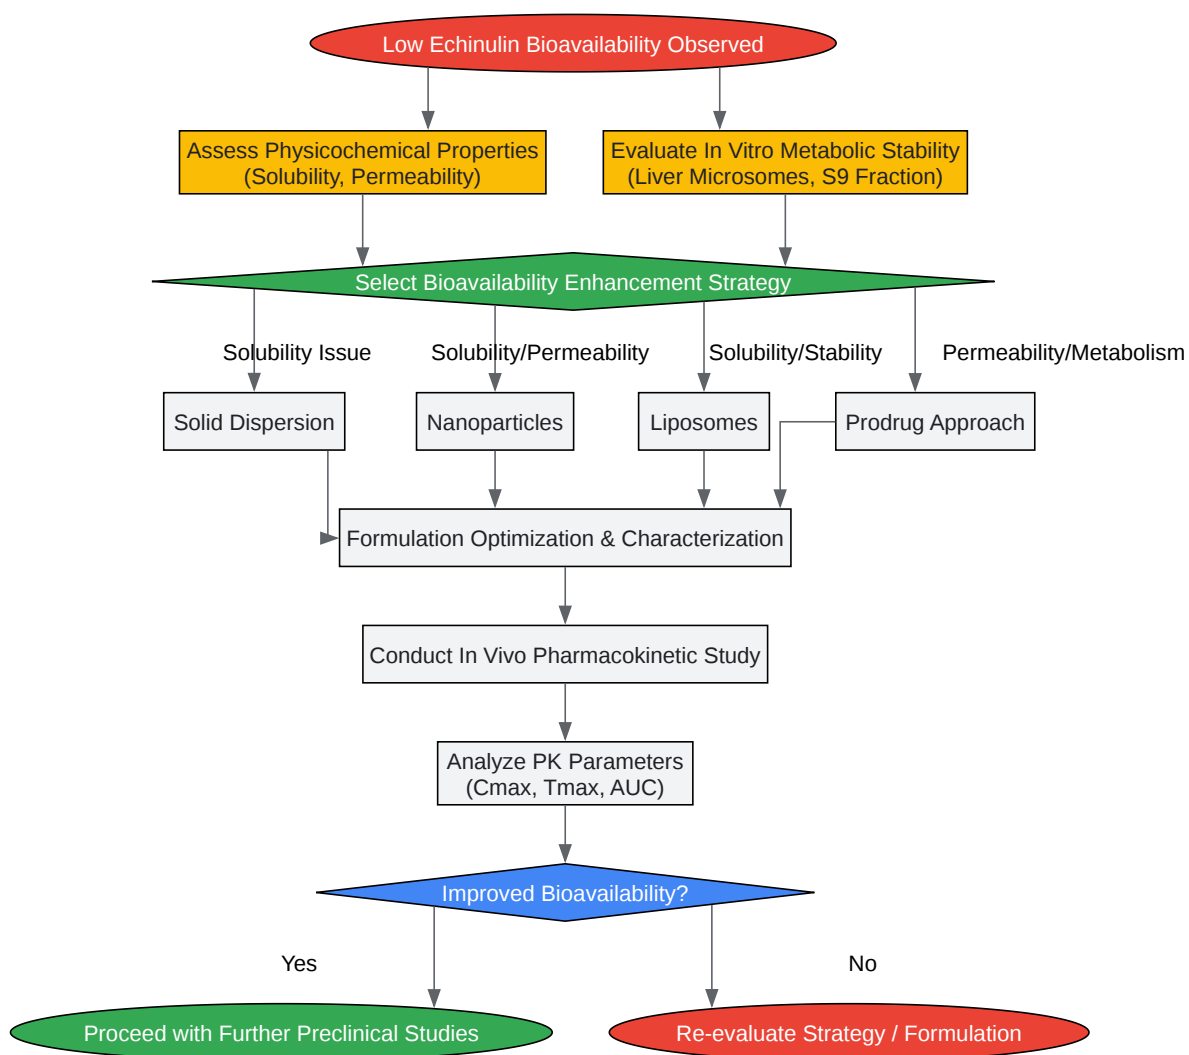 Low Echinulin Bioavailability Observed
Assess Physicochemical Properties
(Solubility, Permeability)
Evaluate In Vitro Metabolic Stability
(Liver Microsomes, S9 Fraction)
Select Bioavailability Enhancement Strategy
Solubility Issue
Solubility/Permeability
Solubility/Stability
Permeability/Metabolism
Solid Dispersion
Nanoparticles
Liposomes
Prodrug Approach
Formulation Optimization & Characterization
Conduct In Vivo Pharmacokinetic Study
Analyze PK Parameters
(Cmax, Tmax, AUC)
Improved Bioavailability?
Yes
No
Proceed with Further Preclinical Studies
Re-evaluate Strategy / Formulation